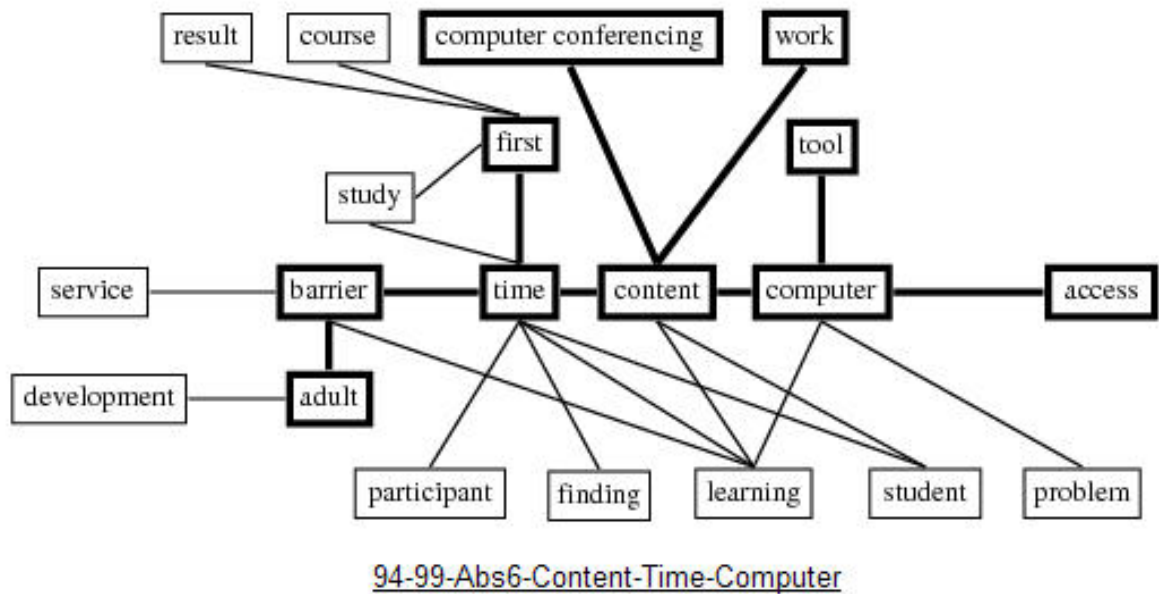 result
course
computer conferencing
work
first
tool
study
service
barrier
time
content
computer
access
development
adult
participant
finding
learning
student
problem
94-99-Abs6-Content-Time-Computer